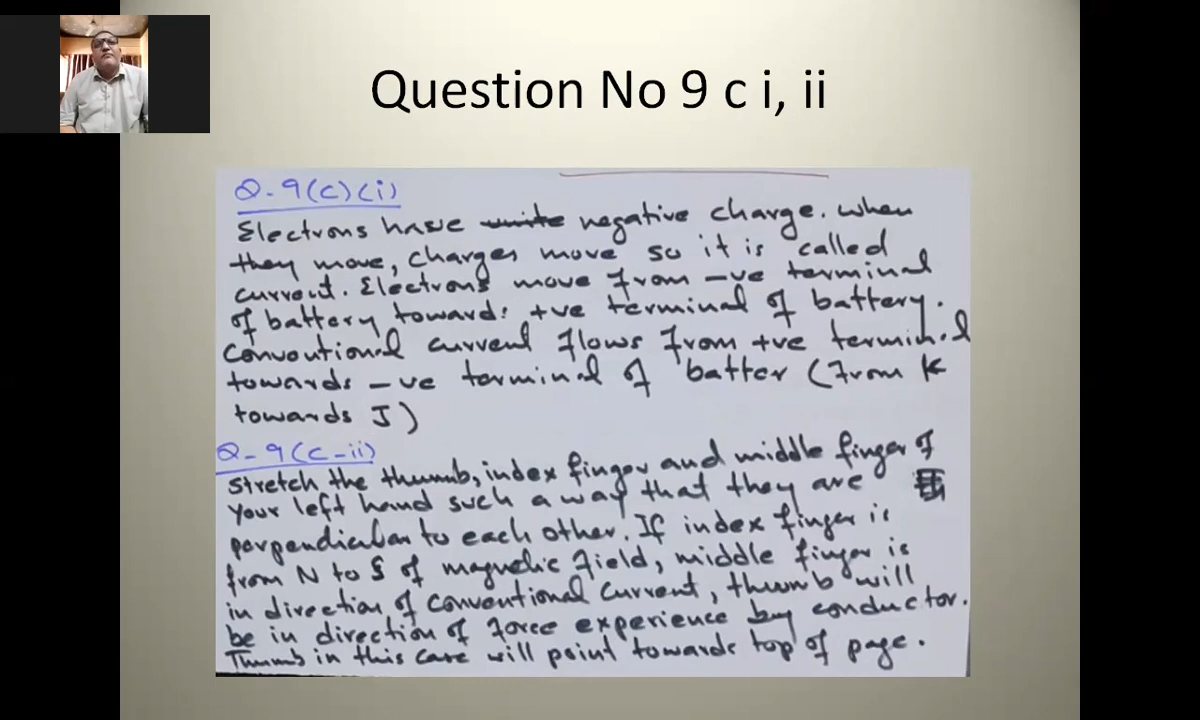 Question No 9 c i, ii
Q-9(c)(i)
Electrons have negative charge. when
they move, charges move so it is called
current. Electrons move from -ve terminal
of battery towards +ve terminal of battery.
Conventional current flows from +ve terminal
towards -ve terminal of batter (from K
towards J)
Q-9(c-ii)
Stretch the thumb, index finger and middle finger of
your left hand such a way that they are
perpendicular to each other. If index finger is
from N to S of magnetic field, middle finger is
in direction of conventional current, thumb will
be in direction of force experience by conductor.
Thumb in this case will point towards top of page.